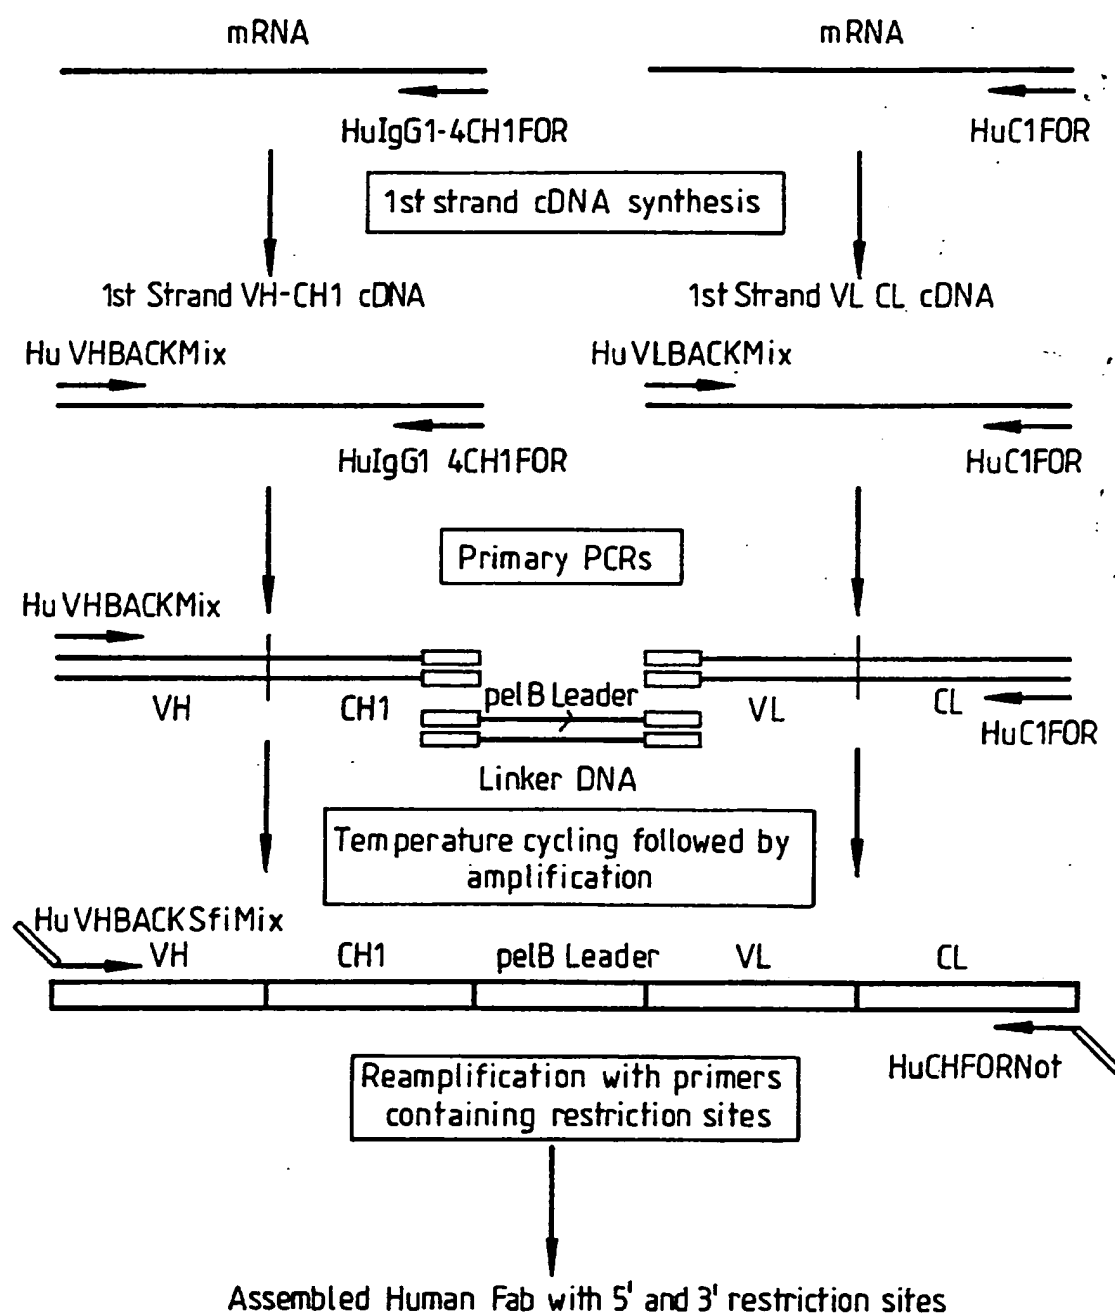 mRNA
mRNA
HuIgG1-4CH1FOR
HuC1FOR
1st strand cDNA synthesis
1st Strand VH-CH1 cDNA
1st Strand VL CL cDNA
Hu VHBACKMix
Hu VLBACKMix
HuIgG1 4CH1FOR
HuC1FOR
Primary PCRs
Hu VHBACKMix
VH
CH1
pelB Leader
VL
CL
HuC1FOR
Linker DNA
Temperature cycling followed by
amplification
Hu VHBACKSfiMix
VH
CH1
pelB Leader
VL
CL
HuCHFORNot
Reamplification with primers
containing restriction sites
Assembled Human Fab with 5' and 3' restriction sites